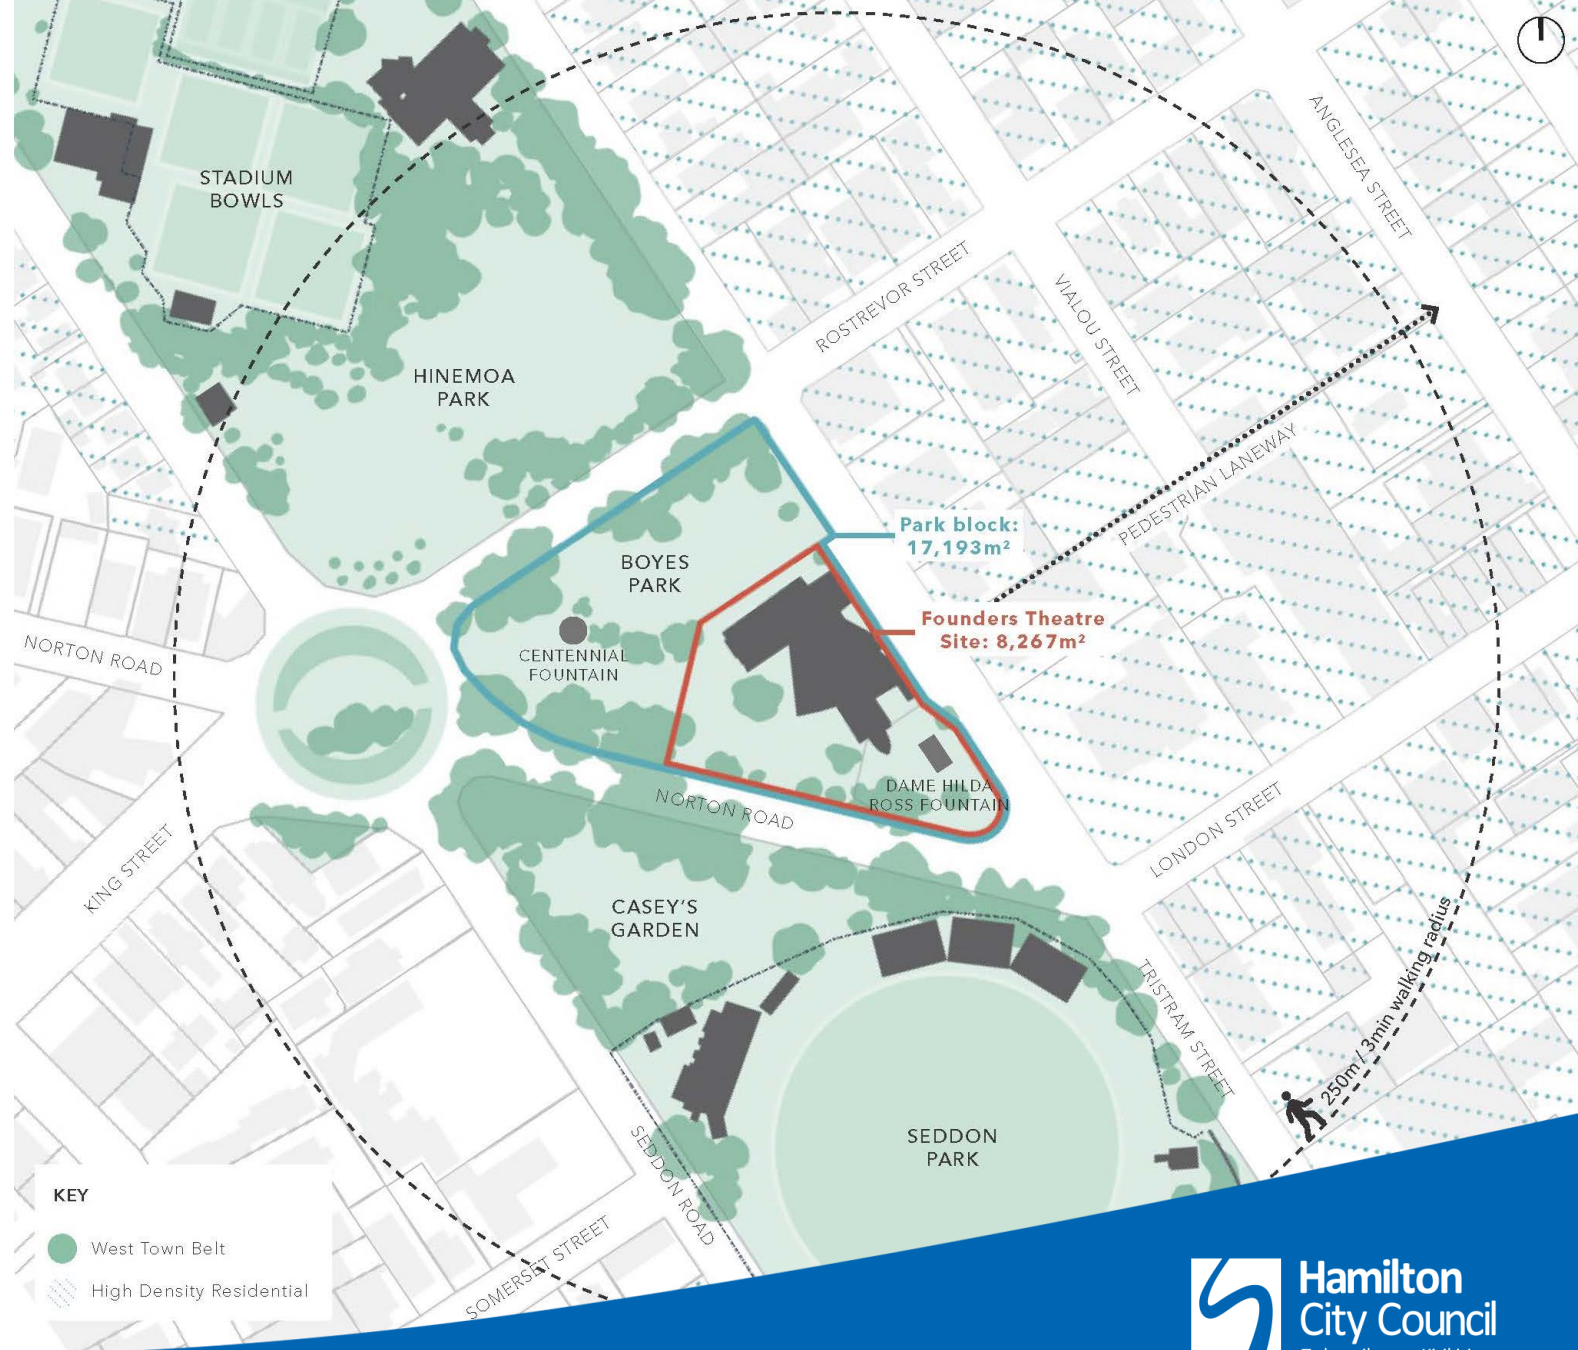 ANGLESEA STREET
STADIUM
BOWLS
ROSTREVOR STREET
VIALOU STREET
HINEMOA
PARK
PEDESTRIAN LANEWAY
Park block:
17,193m²
BOYES
PARK
Founders Theatre
Site: 8,267m²
NORTON ROAD
CENTENNIAL
FOUNTAIN
DAME HILDA
ROSS FOUNTAIN
NORTON ROAD
LONDON STREET
KING STREET
CASEY'S
GARDEN
TRISTRAM STREET
250m / 3min walking radius
SEDDON
PARK
SEDDON ROAD
SOMERSET STREET
KEY
West Town Belt
High Density Residential
Hamilton
City Council